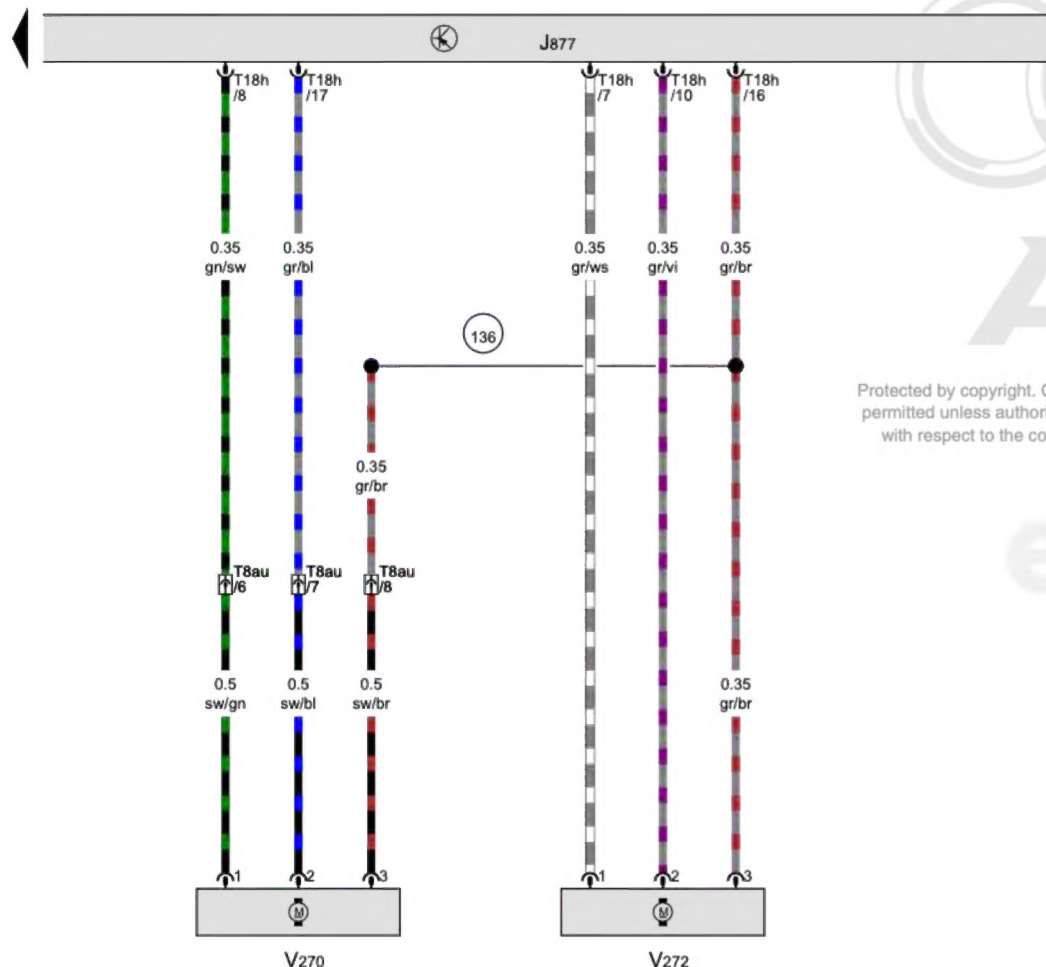 J877
T18h
/8
T18h
/17
T18h
/7
T18h
/10
T18h
/16
0.35
gn/sw
0.35
gr/bl
0.35
gr/ws
0.35
gr/vi
0.35
gr/br
136
Protected by copyright.
permitted unless
with respect to the
0.35
gr/br
T8au
/6
T8au
/7
T8au
/8
0.5
sw/gn
0.5
sw/bl
0.5
sw/br
0.35
gr/br
1
2
3
1
2
3
M
M
V270
V272